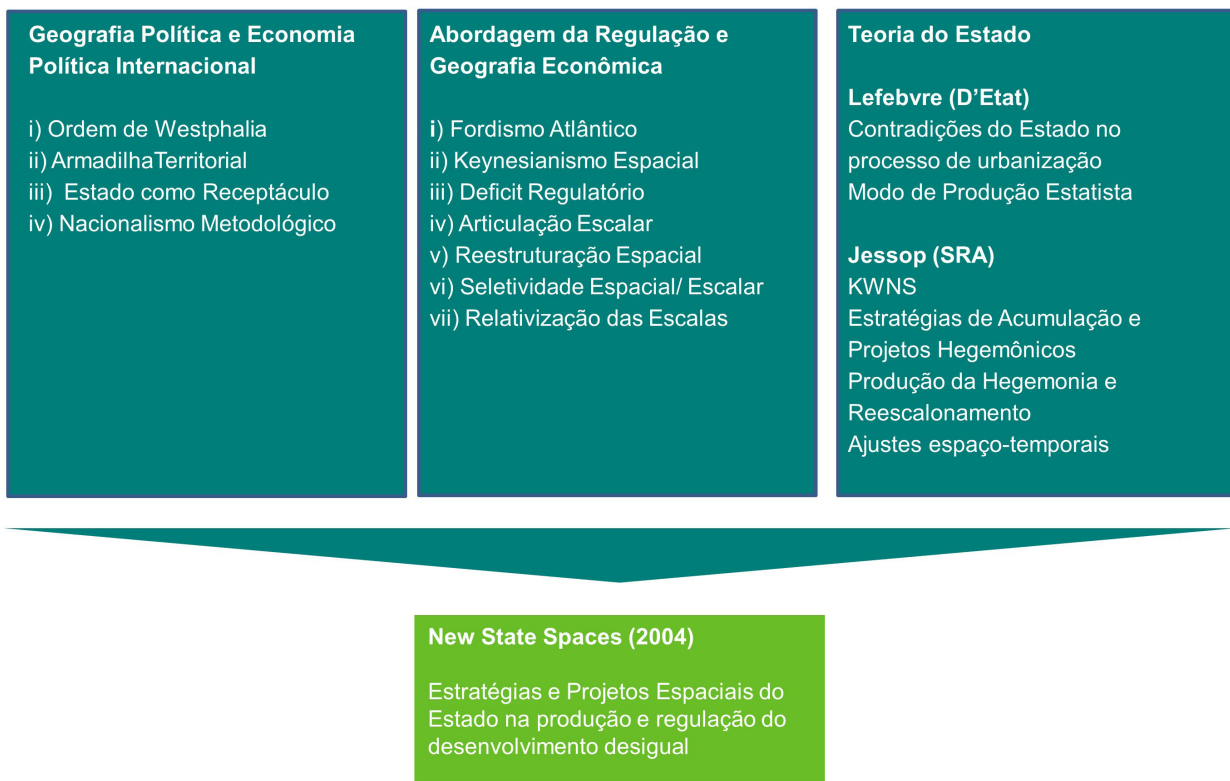 Geografia Política e Economia
Política Internacional
i) Ordem de Westphalia
ii) ArmadilhaTerritorial
iii) Estado como Receptáculo
iv) Nacionalismo Metodológico
Abordagem da Regulação e
Geografia Econômica
i) Fordismo Atlântico
ii) Keynesianismo Espacial
iii) Deficit Regulatório
iv) Articulação Escalar
v) Reestruturação Espacial
vi) Seletividade Espacial/ Escalar
vii) Relativização das Escalas
Teoria do Estado
Lefebvre (D’Etat)
Contradições do Estado no
processo de urbanização
Modo de Produção Estatista
Jessop (SRA)
KWNS
Estratégias de Acumulação e
Projetos Hegemônicos
Produção da Hegemonia e
Reescalonamento
Ajustes espaço-temporais
New State Spaces (2004)
Estratégias e Projetos Espaciais do
Estado na produção e regulação do
desenvolvimento desigual